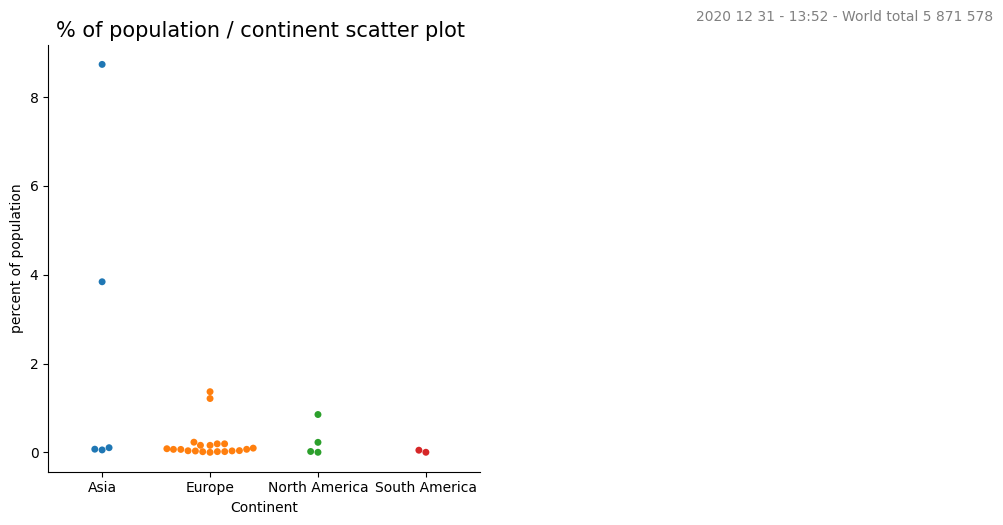 2020 12 31 - 13:52 - World total 5 871 578
% of population / continent scatter plot
percent of population
8
6
4
2
0
Asia Europe North America South America
Continent